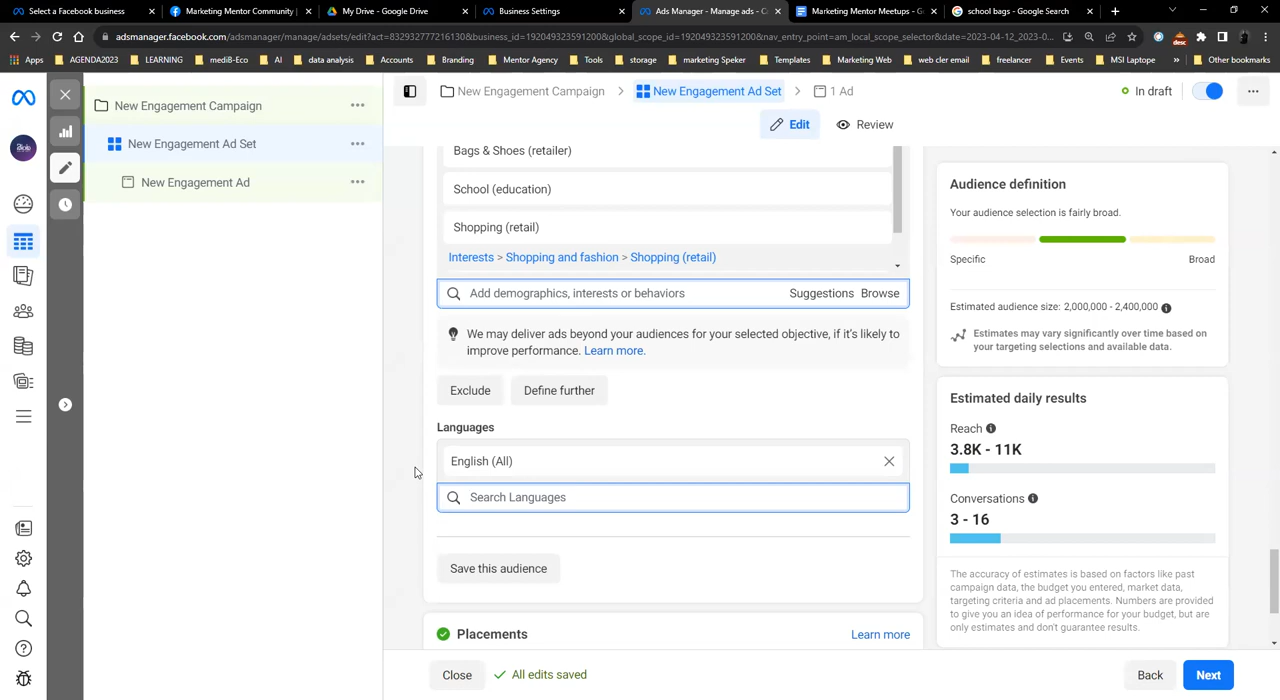 Select a Facebook business
Marketing Mentor Community |
My Drive - Google Drive
Business Settings
Ads Manager - Manage ads - C
Marketing Mentor Meetups - G
school bags - Google Search
adsmanager.facebook.com/adsmanager/manage/adsets/edit?act=832932777216130&business_id=192049323591200&global_scope_id=192049323591200&nav_entry_point=am_local_scope_selector&date=2023-04-12_2023-0...
Apps
AGENDA2023
LEARNING
medi8-Eco
AI
data analysis
Accounts
Branding
Mentor Agency
Tools
storage
marketing Speker
Templates
Marketing Web
web cler email
freelancer
Events
MSI Laptope
»
Other bookmarks
New Engagement Campaign
New Engagement Ad Set
New Engagement Ad
New Engagement Campaign
New Engagement Ad Set
1 Ad
In draft
Edit
Review
Bags & Shoes (retailer)
School (education)
Shopping (retail)
Interests > Shopping and fashion > Shopping (retail)
Add demographics, interests or behaviors
Suggestions
Browse
We may deliver ads beyond your audiences for your selected objective, if it's likely to
improve performance. Learn more.
Exclude
Define further
Languages
English (All)
Search Languages
Save this audience
Placements
Learn more
Close
All edits saved
Back
Next
Audience definition
Your audience selection is fairly broad.
Specific
Broad
Estimated audience size: 2,000,000 - 2,400,000
Estimates may vary significantly over time based on
your targeting selections and available data.
Estimated daily results
Reach
3.8K - 11K
Conversations
3 - 16
The accuracy of estimates is based on factors like past
campaign data, the budget you entered, market data,
targeting criteria and ad placements. Numbers are provided
to give you an idea of performance for your budget, but are
only estimates and don't guarantee results.